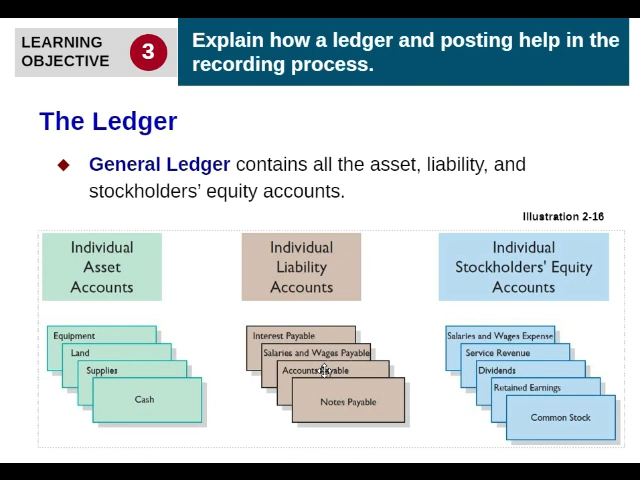 LEARNING
OBJECTIVE
3
Explain how a ledger and posting help in the
recording process.
The Ledger
General Ledger contains all the asset, liability, and
stockholders’ equity accounts.
Illustration 2-16
Individual
Asset
Accounts
Equipment
Land
Supplies
Cash
Individual
Liability
Accounts
Interest Payable
Salaries and Wages Payable
Accounts Payable
Notes Payable
Individual
Stockholders' Equity
Accounts
Salaries and Wages Expense
Service Revenue
Dividends
Retained Earnings
Common Stock